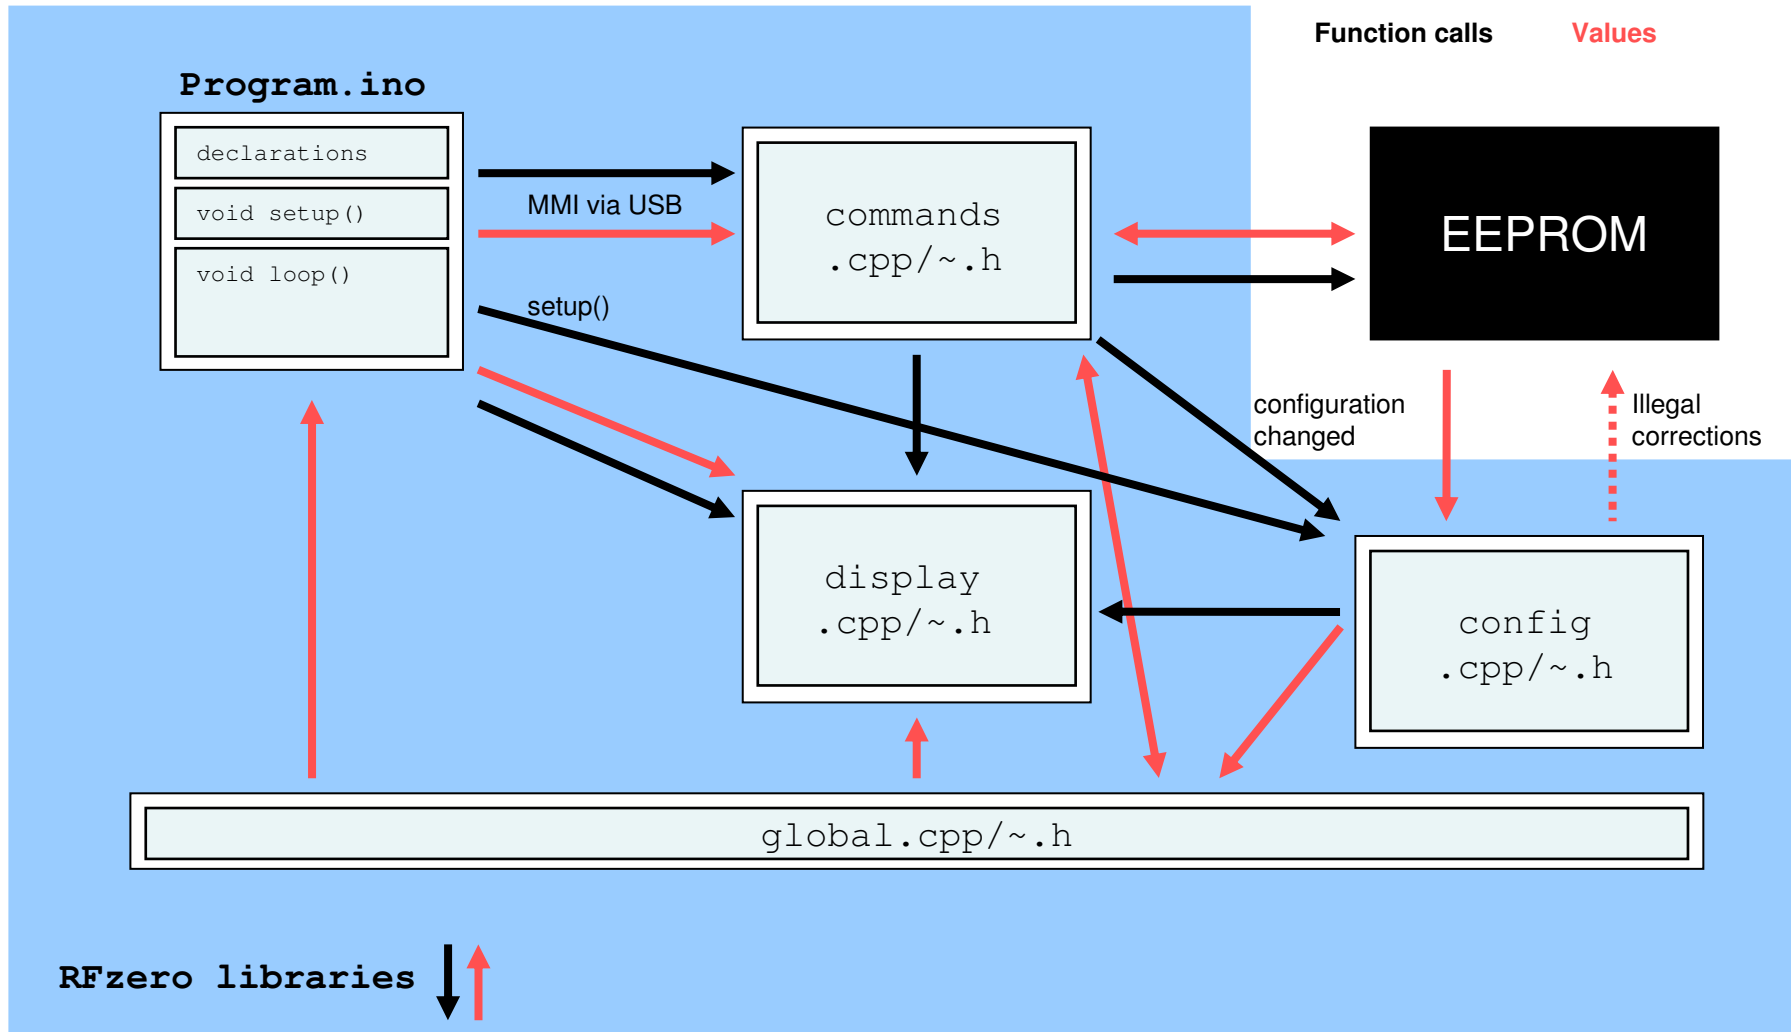 Function calls
Values
Program.ino
declarations
void setup()
void loop()
MMI via USB
setup()
commands
.cpp/~.h
EEPROM
configuration
changed
Illegal
corrections
display
.cpp/~.h
config
.cpp/~.h
global.cpp/~.h
RFzero libraries